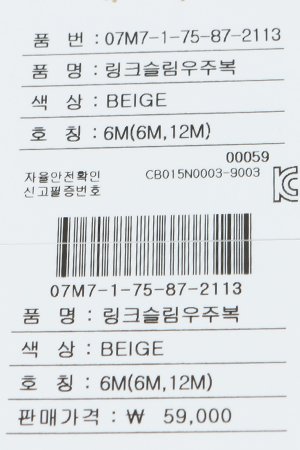 품 번 : 07M7-1-75-87-2113
품 명 : 링크슬림우주복
색 상 : BEIGE
호 칭 : 6M(6M,12M)
00059
자율안전확인 CB015N0003-9003
신고필증번호
07M7-1-75-87-2113
품 명 : 링크슬림우주복
색 상 : BEIGE
호 칭 : 6M(6M,12M)
판매가격 : ₩ 59,000